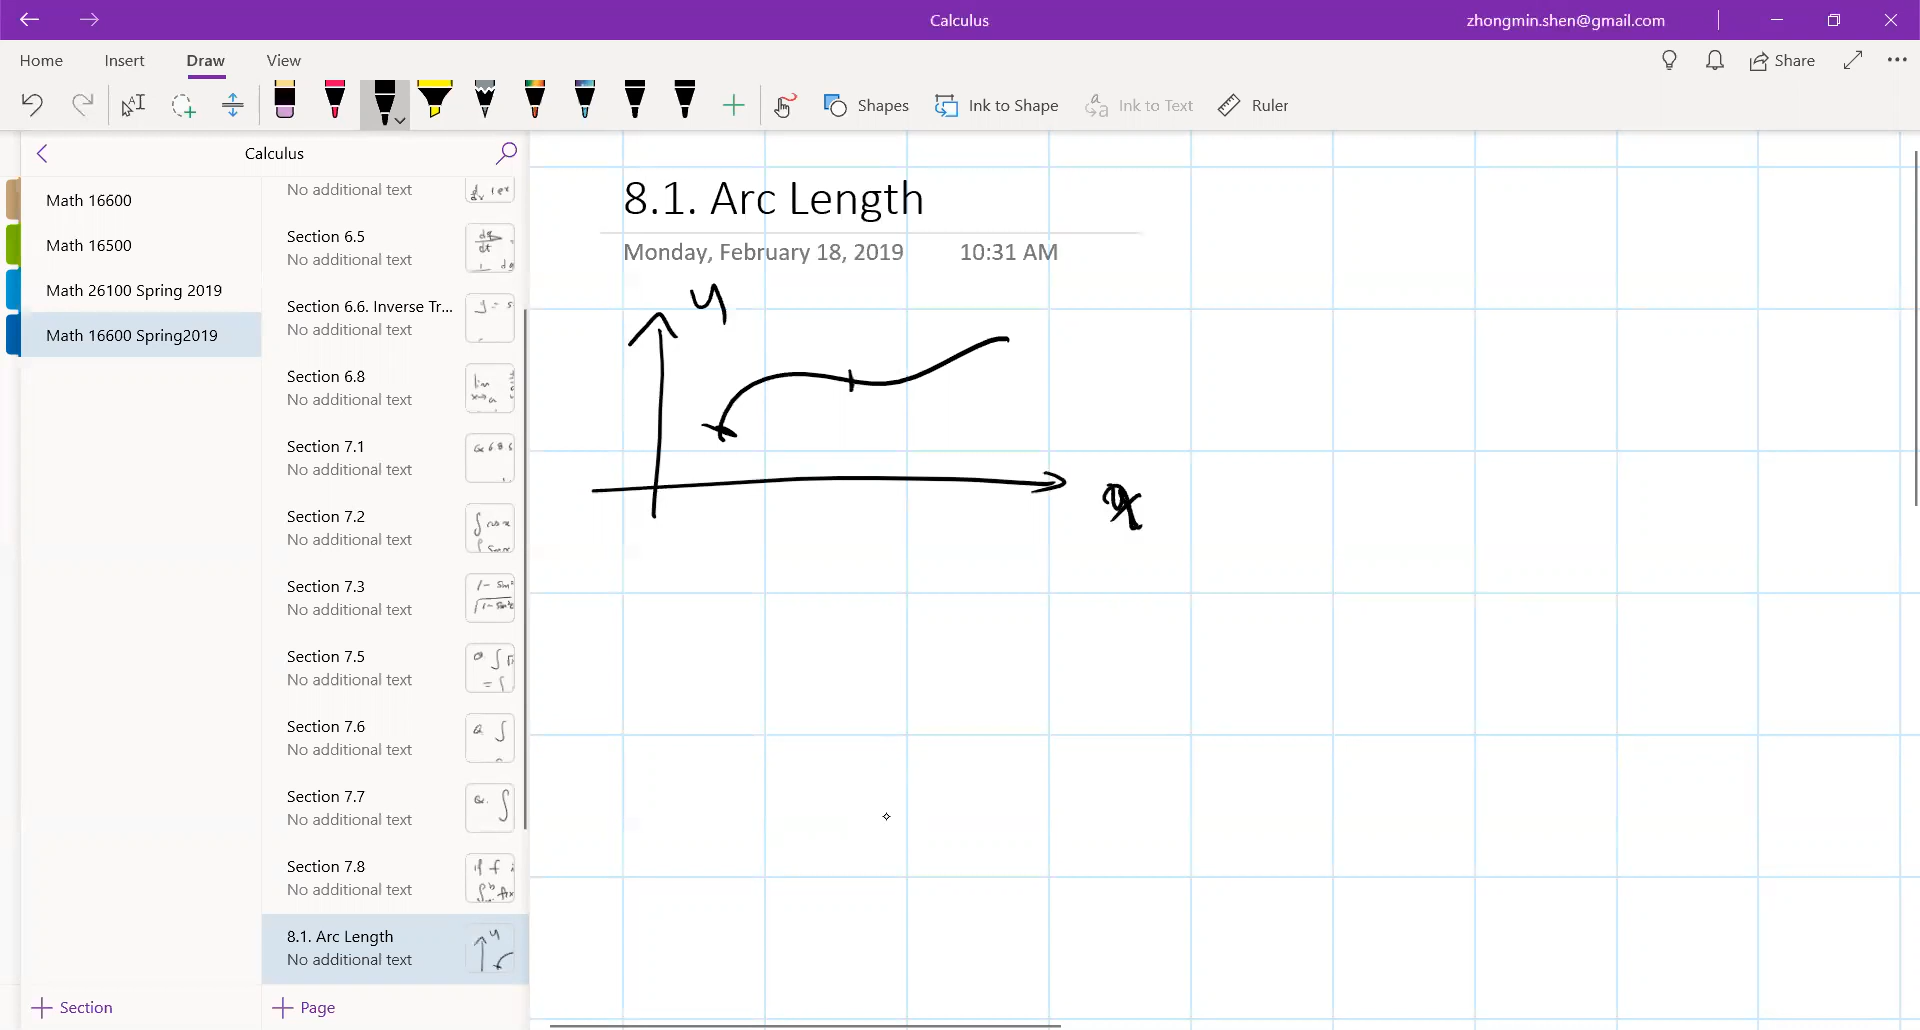 Calculus
zhongmin.shen@gmail.com
Home Insert Draw View
Share
Shapes
Ink to Shape
Ink to Text
Ruler
Calculus
Math 16600
Math 16500
Math 26100 Spring 2019
Math 16600 Spring2019
Section
No additional text
Section 6.5
No additional text
Section 6.6. Inverse Tr...
No additional text
Section 6.8
No additional text
Section 7.1
No additional text
Section 7.2
No additional text
Section 7.3
No additional text
Section 7.5
No additional text
Section 7.6
No additional text
Section 7.7
No additional text
Section 7.8
No additional text
8.1. Arc Length
No additional text
Page
8.1. Arc Length
Monday, February 18, 2019 10:31 AM
y
x